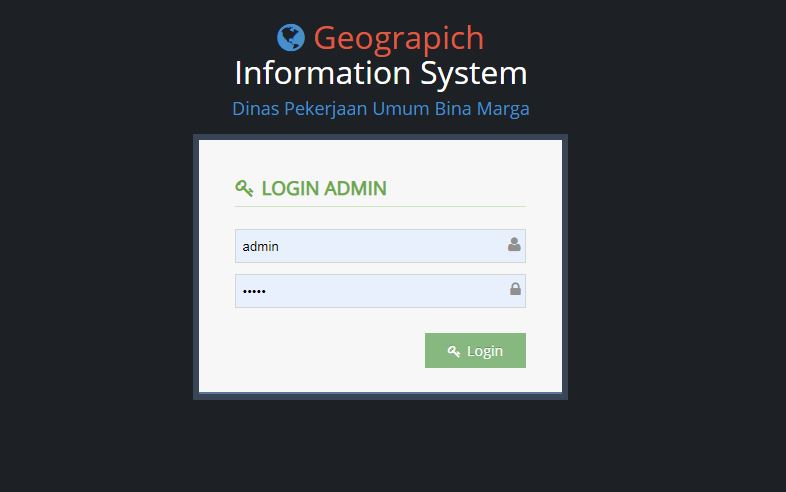 Geograpich
Information System
Dinas Pekerjaan Umum Bina Marga
LOGIN ADMIN
admin
•••••
Login